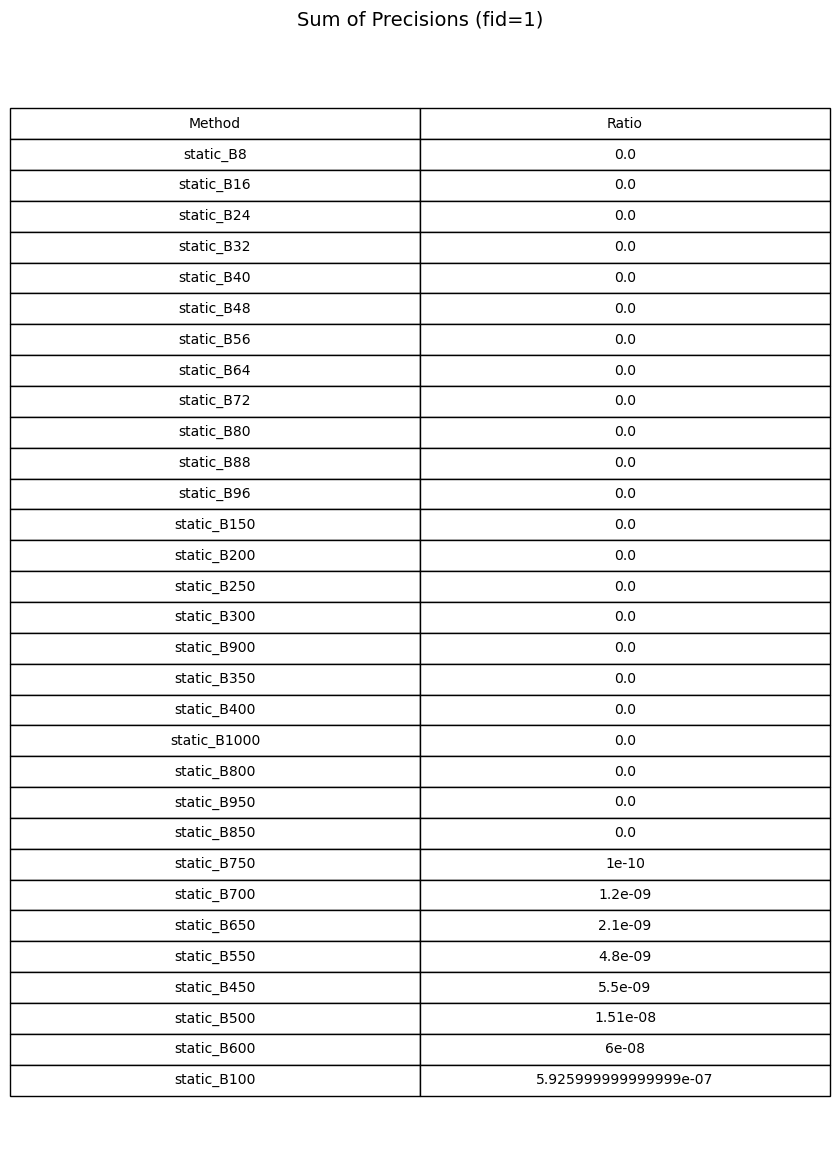 Sum of Precisions (fid=1)
Method Ratio
static_B8 0.0
static_B16 0.0
static_B24 0.0
static_B32 0.0
static_B40 0.0
static_B48 0.0
static_B56 0.0
static_B64 0.0
static_B72 0.0
static_B80 0.0
static_B88 0.0
static_B96 0.0
static_B150 0.0
static_B200 0.0
static_B250 0.0
static_B300 0.0
static_B900 0.0
static_B350 0.0
static_B400 0.0
static_B1000 0.0
static_B800 0.0
static_B950 0.0
static_B850 0.0
static_B750 1e-10
static_B700 1.2e-09
static_B650 2.1e-09
static_B550 4.8e-09
static_B450 5.5e-09
static_B500 1.51e-08
static_B600 6e-08
static_B100 5.925999999999999e-07